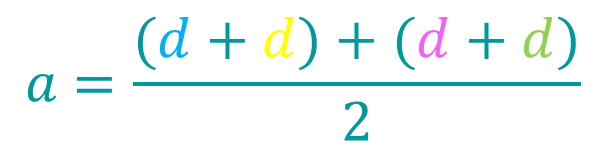 a = (d + d) + (d + d)
2